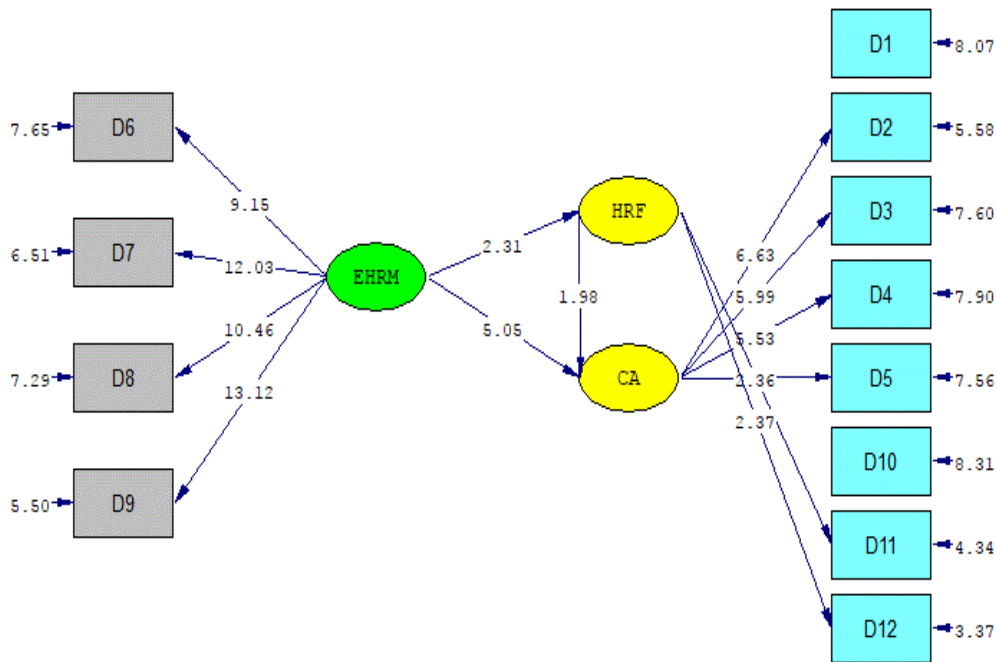 7.65
D6
6.51
D7
7.29
D8
5.50
D9
9.15
12.03
10.46
13.12
EHRM
2.31
5.05
HRF
1.98
CA
6.63
5.99
5.53
2.36
2.37
D1
8.07
D2
5.58
D3
7.60
D4
7.90
D5
7.56
D10
8.31
D11
4.34
D12
3.37